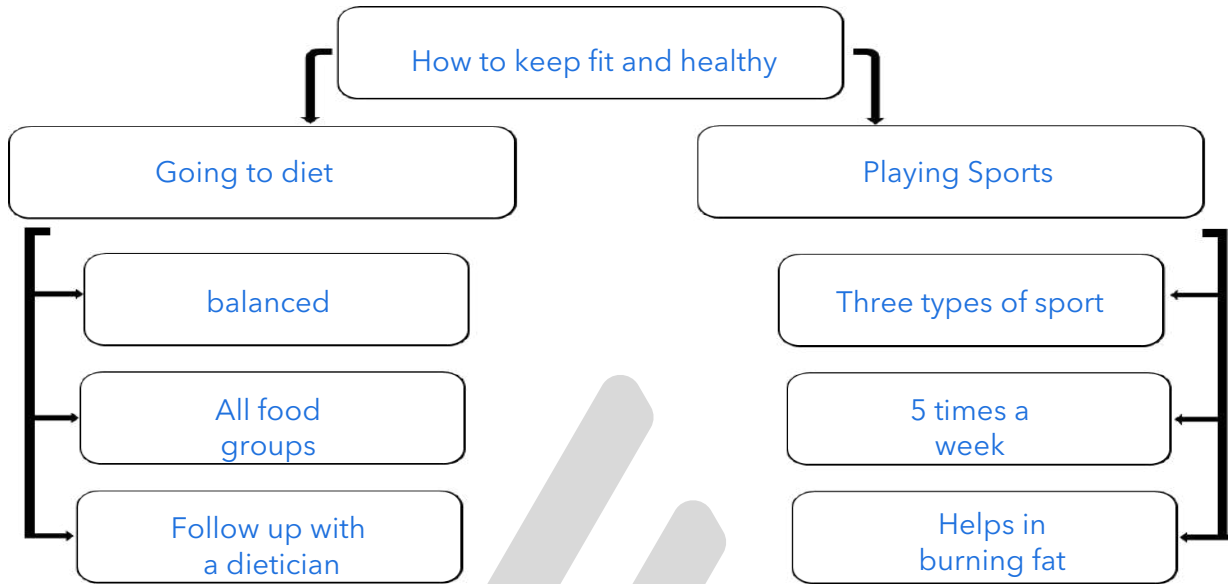 How to keep fit and healthy
Going to diet
Playing Sports
balanced
Three types of sport
All food
groups
5 times a
week
Follow up with
a dietician
Helps in
burning fat